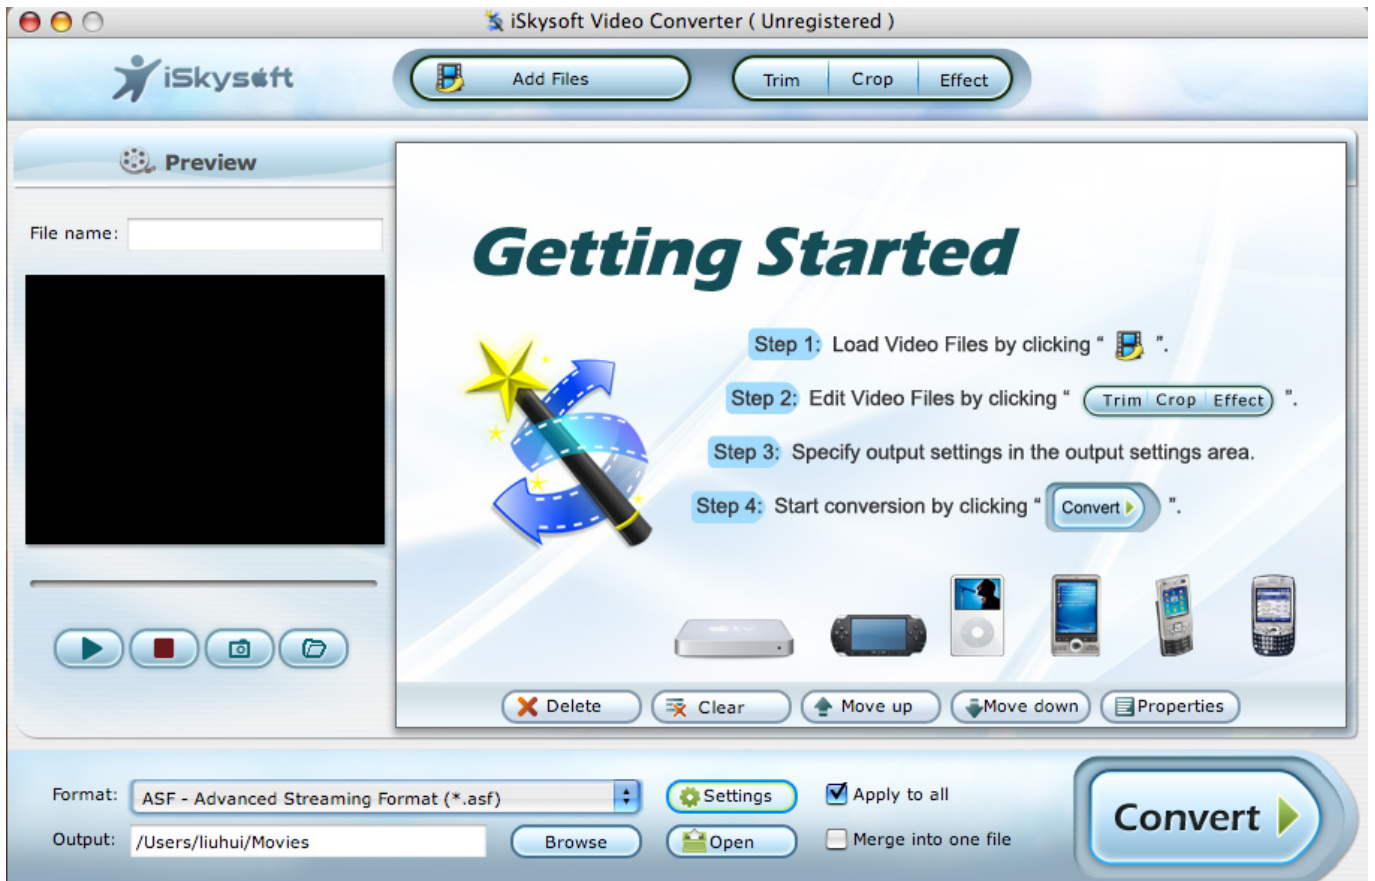 iSkysoft Video Converter ( Unregistered )
iSkysoft
Add Files
Trim Crop Effect
Preview
File name:
Getting Started
Step 1: Load Video Files by clicking “ ”.
Step 2: Edit Video Files by clicking “ Trim Crop Effect ”.
Step 3: Specify output settings in the output settings area.
Step 4: Start conversion by clicking “ Convert ”.
Delete Clear Move up Move down Properties
Format: ASF - Advanced Streaming Format (*.asf) Settings Apply to all
Output: /Users/liuhui/Movies Browse Open Merge into one file
Convert